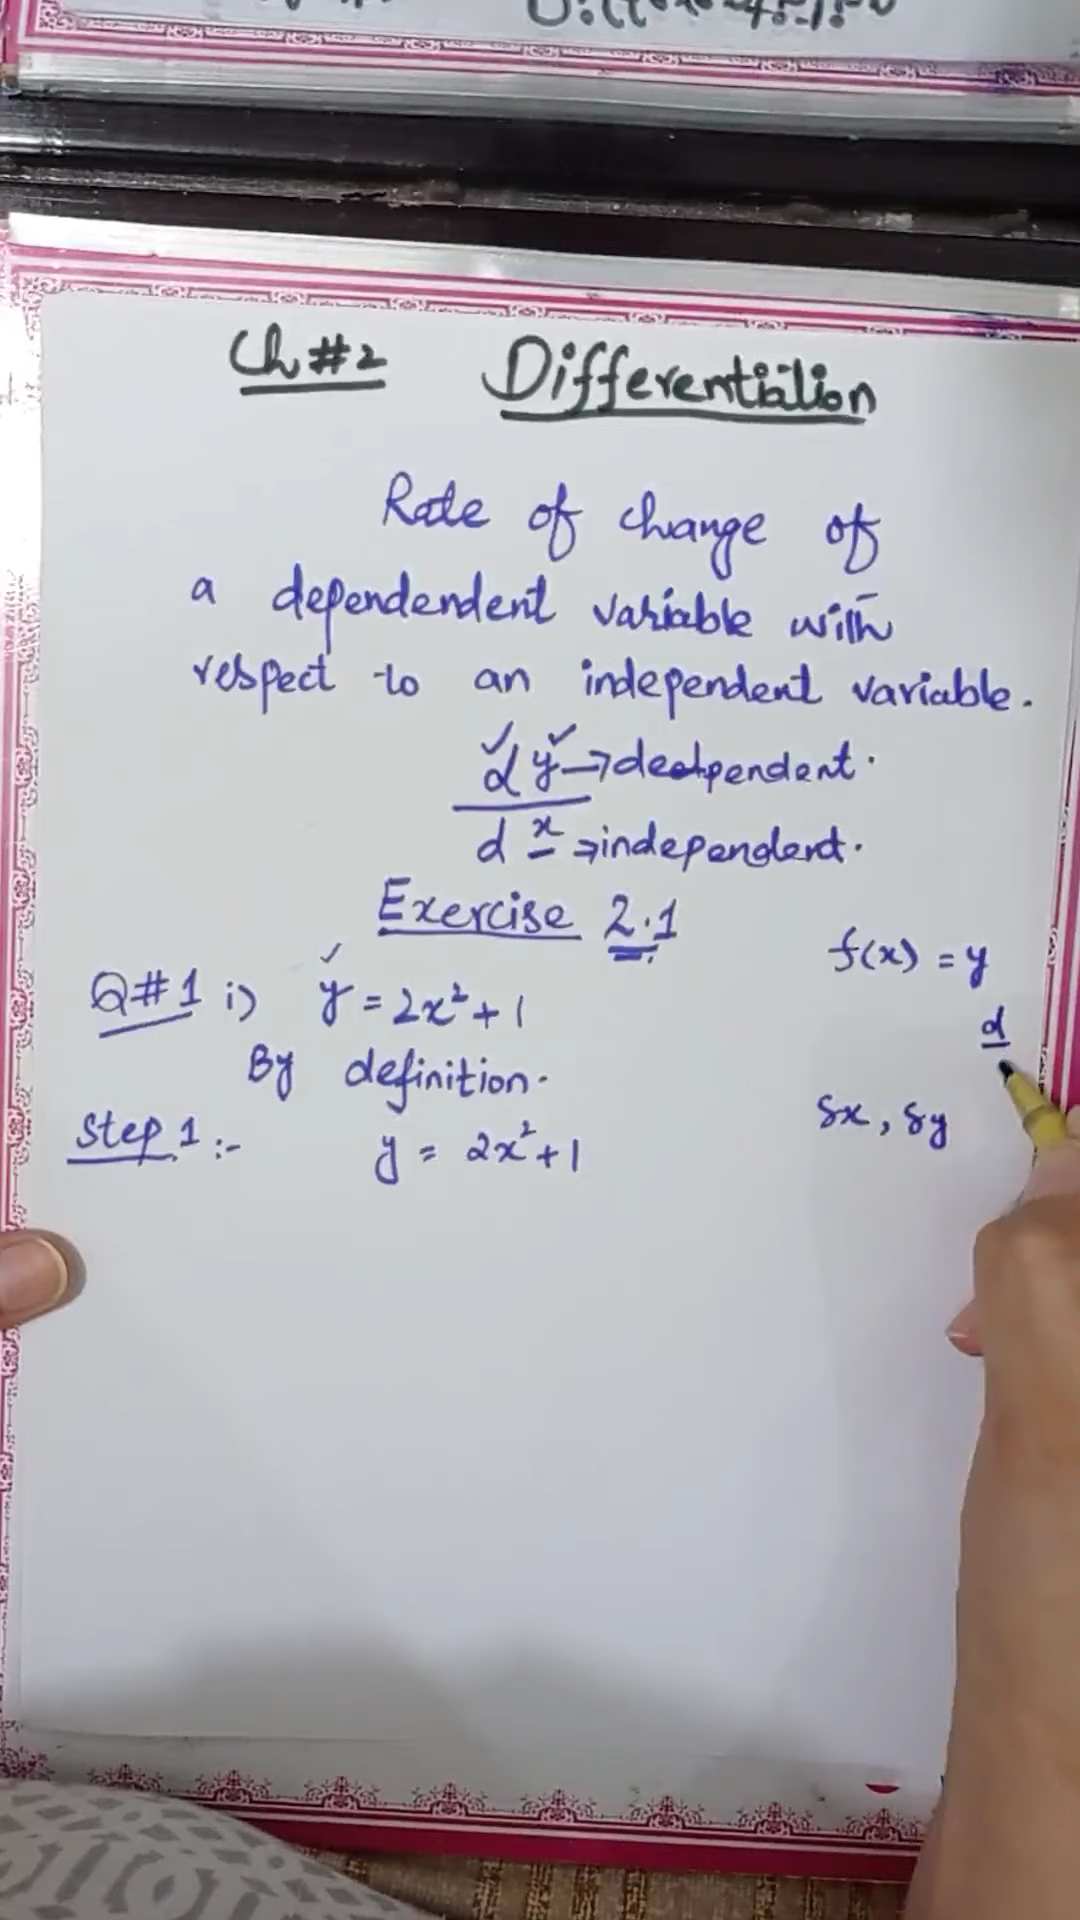 Ch #2 Differentiation
Rate of change of
a dependendent variable with
respect to an independent variable.
dy → dependent.
dx → independent.
Exercise 2.1
f(x) = y
Q#1 i) y = 2x² + 1
d
By definition.
δx, δy
Step 1 :- y = 2x² + 1